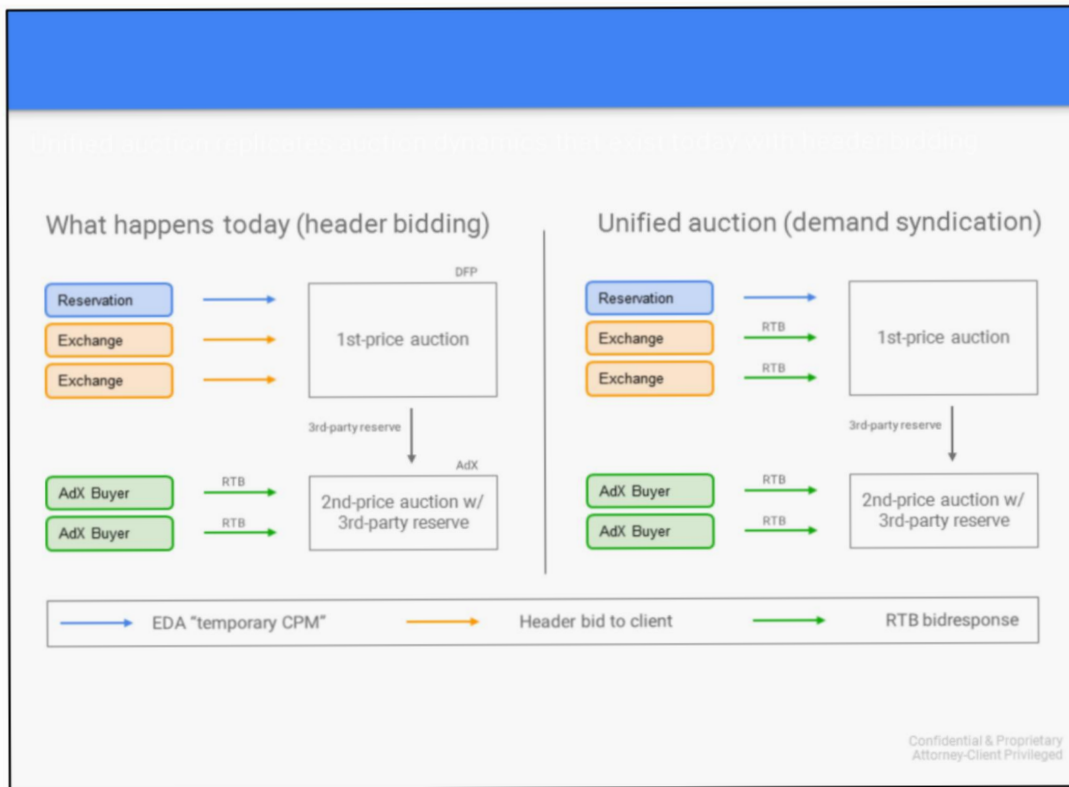 What happens today (header bidding)
DFP
Reservation
Exchange
Exchange
1st-price auction
3rd-party reserve
AdX
AdX Buyer
RTB
AdX Buyer
RTB
2nd-price auction w/
3rd-party reserve
Unified auction (demand syndication)
Reservation
Exchange
RTB
Exchange
RTB
1st-price auction
3rd-party reserve
AdX Buyer
RTB
AdX Buyer
RTB
2nd-price auction w/
3rd-party reserve
EDA "temporary CPM"
Header bid to client
RTB bidresponse
Confidential & Proprietary
Attorney-Client Privileged